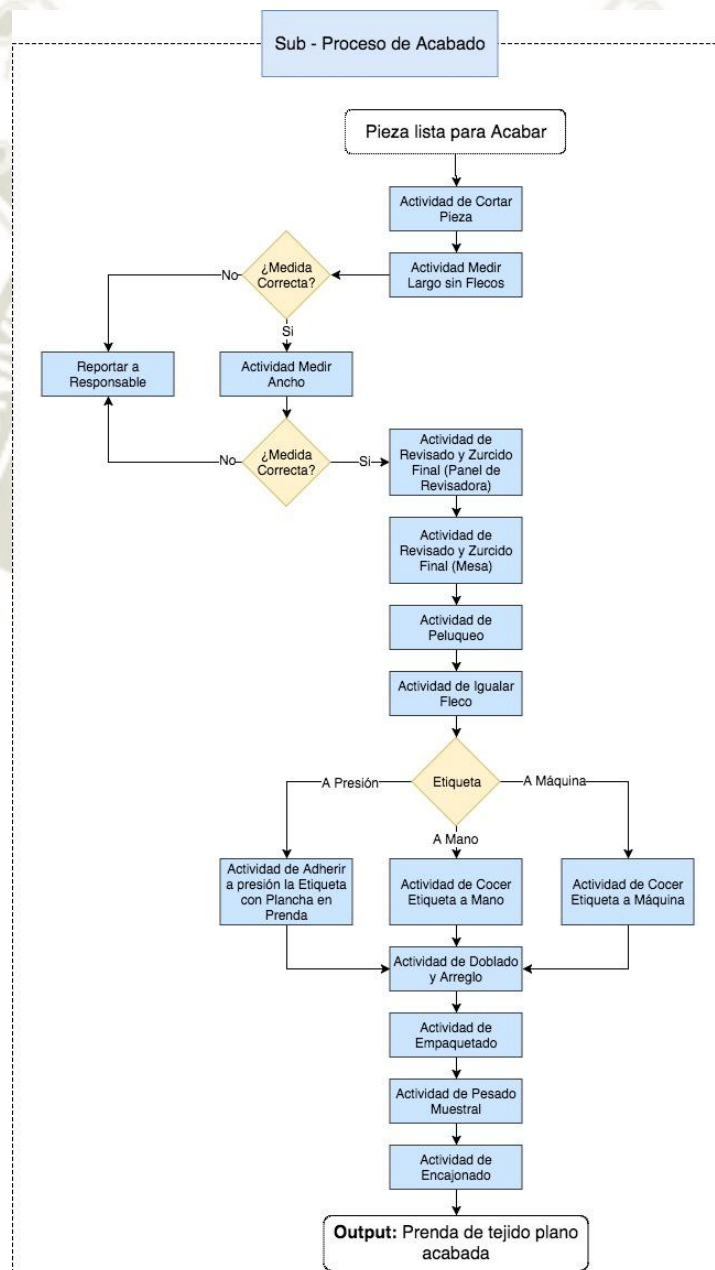 Sub - Proceso de Acabado
Pieza lista para Acabar
Actividad de Cortar
Pieza
Actividad Medir
Largo sin Flecos
¿Medida
Correcta?
No
Si
Reportar a
Responsable
Actividad Medir
Ancho
¿Medida
Correcta?
No
Si
Actividad de
Revisado y Zurcido
Final (Panel de
Revisadora)
Actividad de
Revisado y Zurcido
Final (Mesa)
Actividad de
Peluqueo
Actividad de Igualar
Fleco
Etiqueta
A Presión
A Mano
A Máquina
Actividad de Adherir
a presión la Etiqueta
con Plancha en
Prenda
Actividad de Cocer
Etiqueta a Mano
Actividad de Cocer
Etiqueta a Máquina
Actividad de Doblado
y Arreglo
Actividad de
Empaquetado
Actividad de Pesado
Muestral
Actividad de
Encajonado
Output: Prenda de tejido plano
acabada